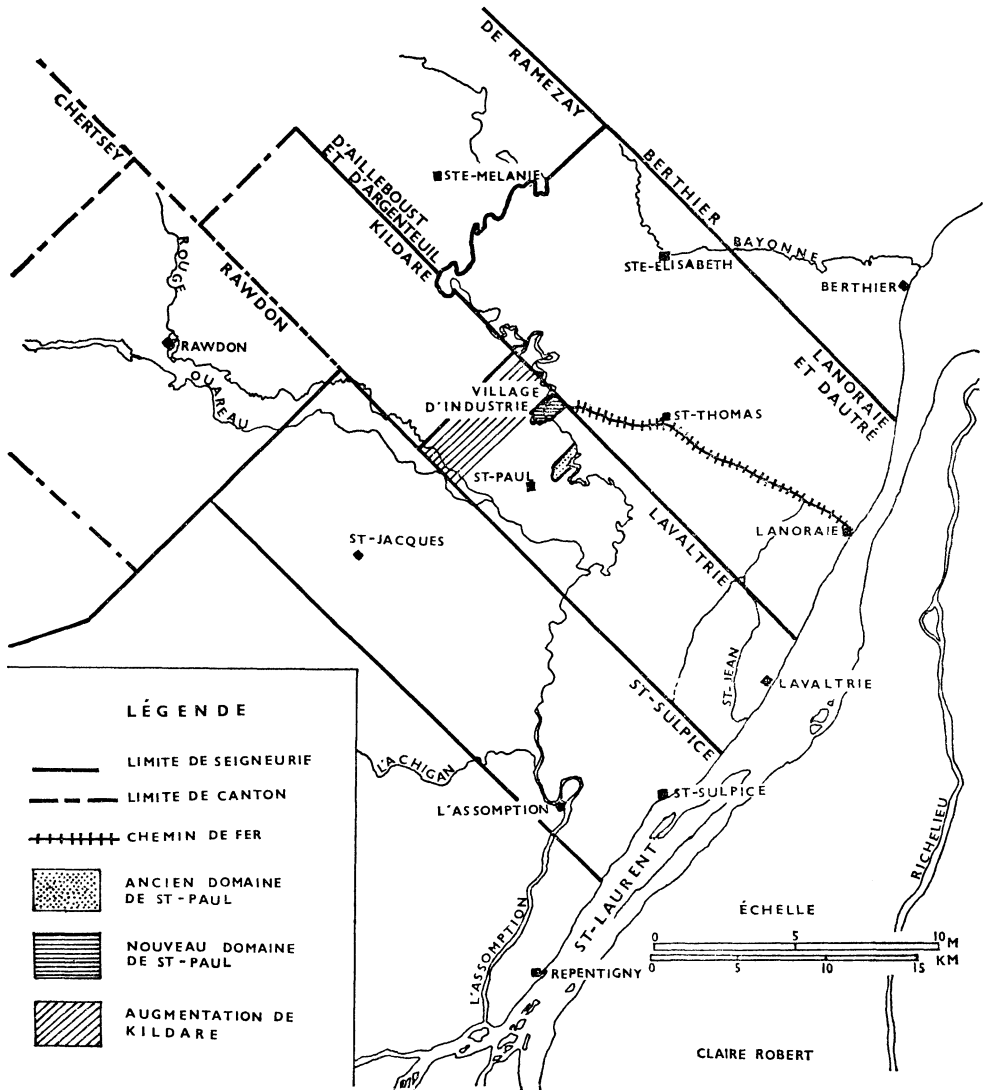 DE RAMEZAY
BERTHIER
CHERTSEY
D'AILLEBOUST
ET D'ARGENTEUIL
KILDARE
STE-MELANIE
ROUGE
RAWDON
STE-ELISABETH
BAYONNE
BERTHIER
RAWDON
OUAREAU
LANORAIE
ET DAUTRÉ
VILLAGE
D'INDUSTRIE
ST-THOMAS
ST-PAUL
LAVALTRIE
LANORAIE
ST-JACQUES
ST-JEAN
LAVALTRIE
ST-SULPICE
L'ACHIGAN
L'ASSOMPTION
ST-SULPICE
ST-LAURENT
RICHELIEU
L'ASSOMPTION
REPENTIGNY
LÉGENDE
LIMITE DE SEIGNEURIE
LIMITE DE CANTON
CHEMIN DE FER
ANCIEN DOMAINE
DE ST-PAUL
NOUVEAU DOMAINE
DE ST-PAUL
AUGMENTATION DE
KILDARE
ÉCHELLE
0 5 10 M
0 5 10 15 KM
CLAIRE ROBERT